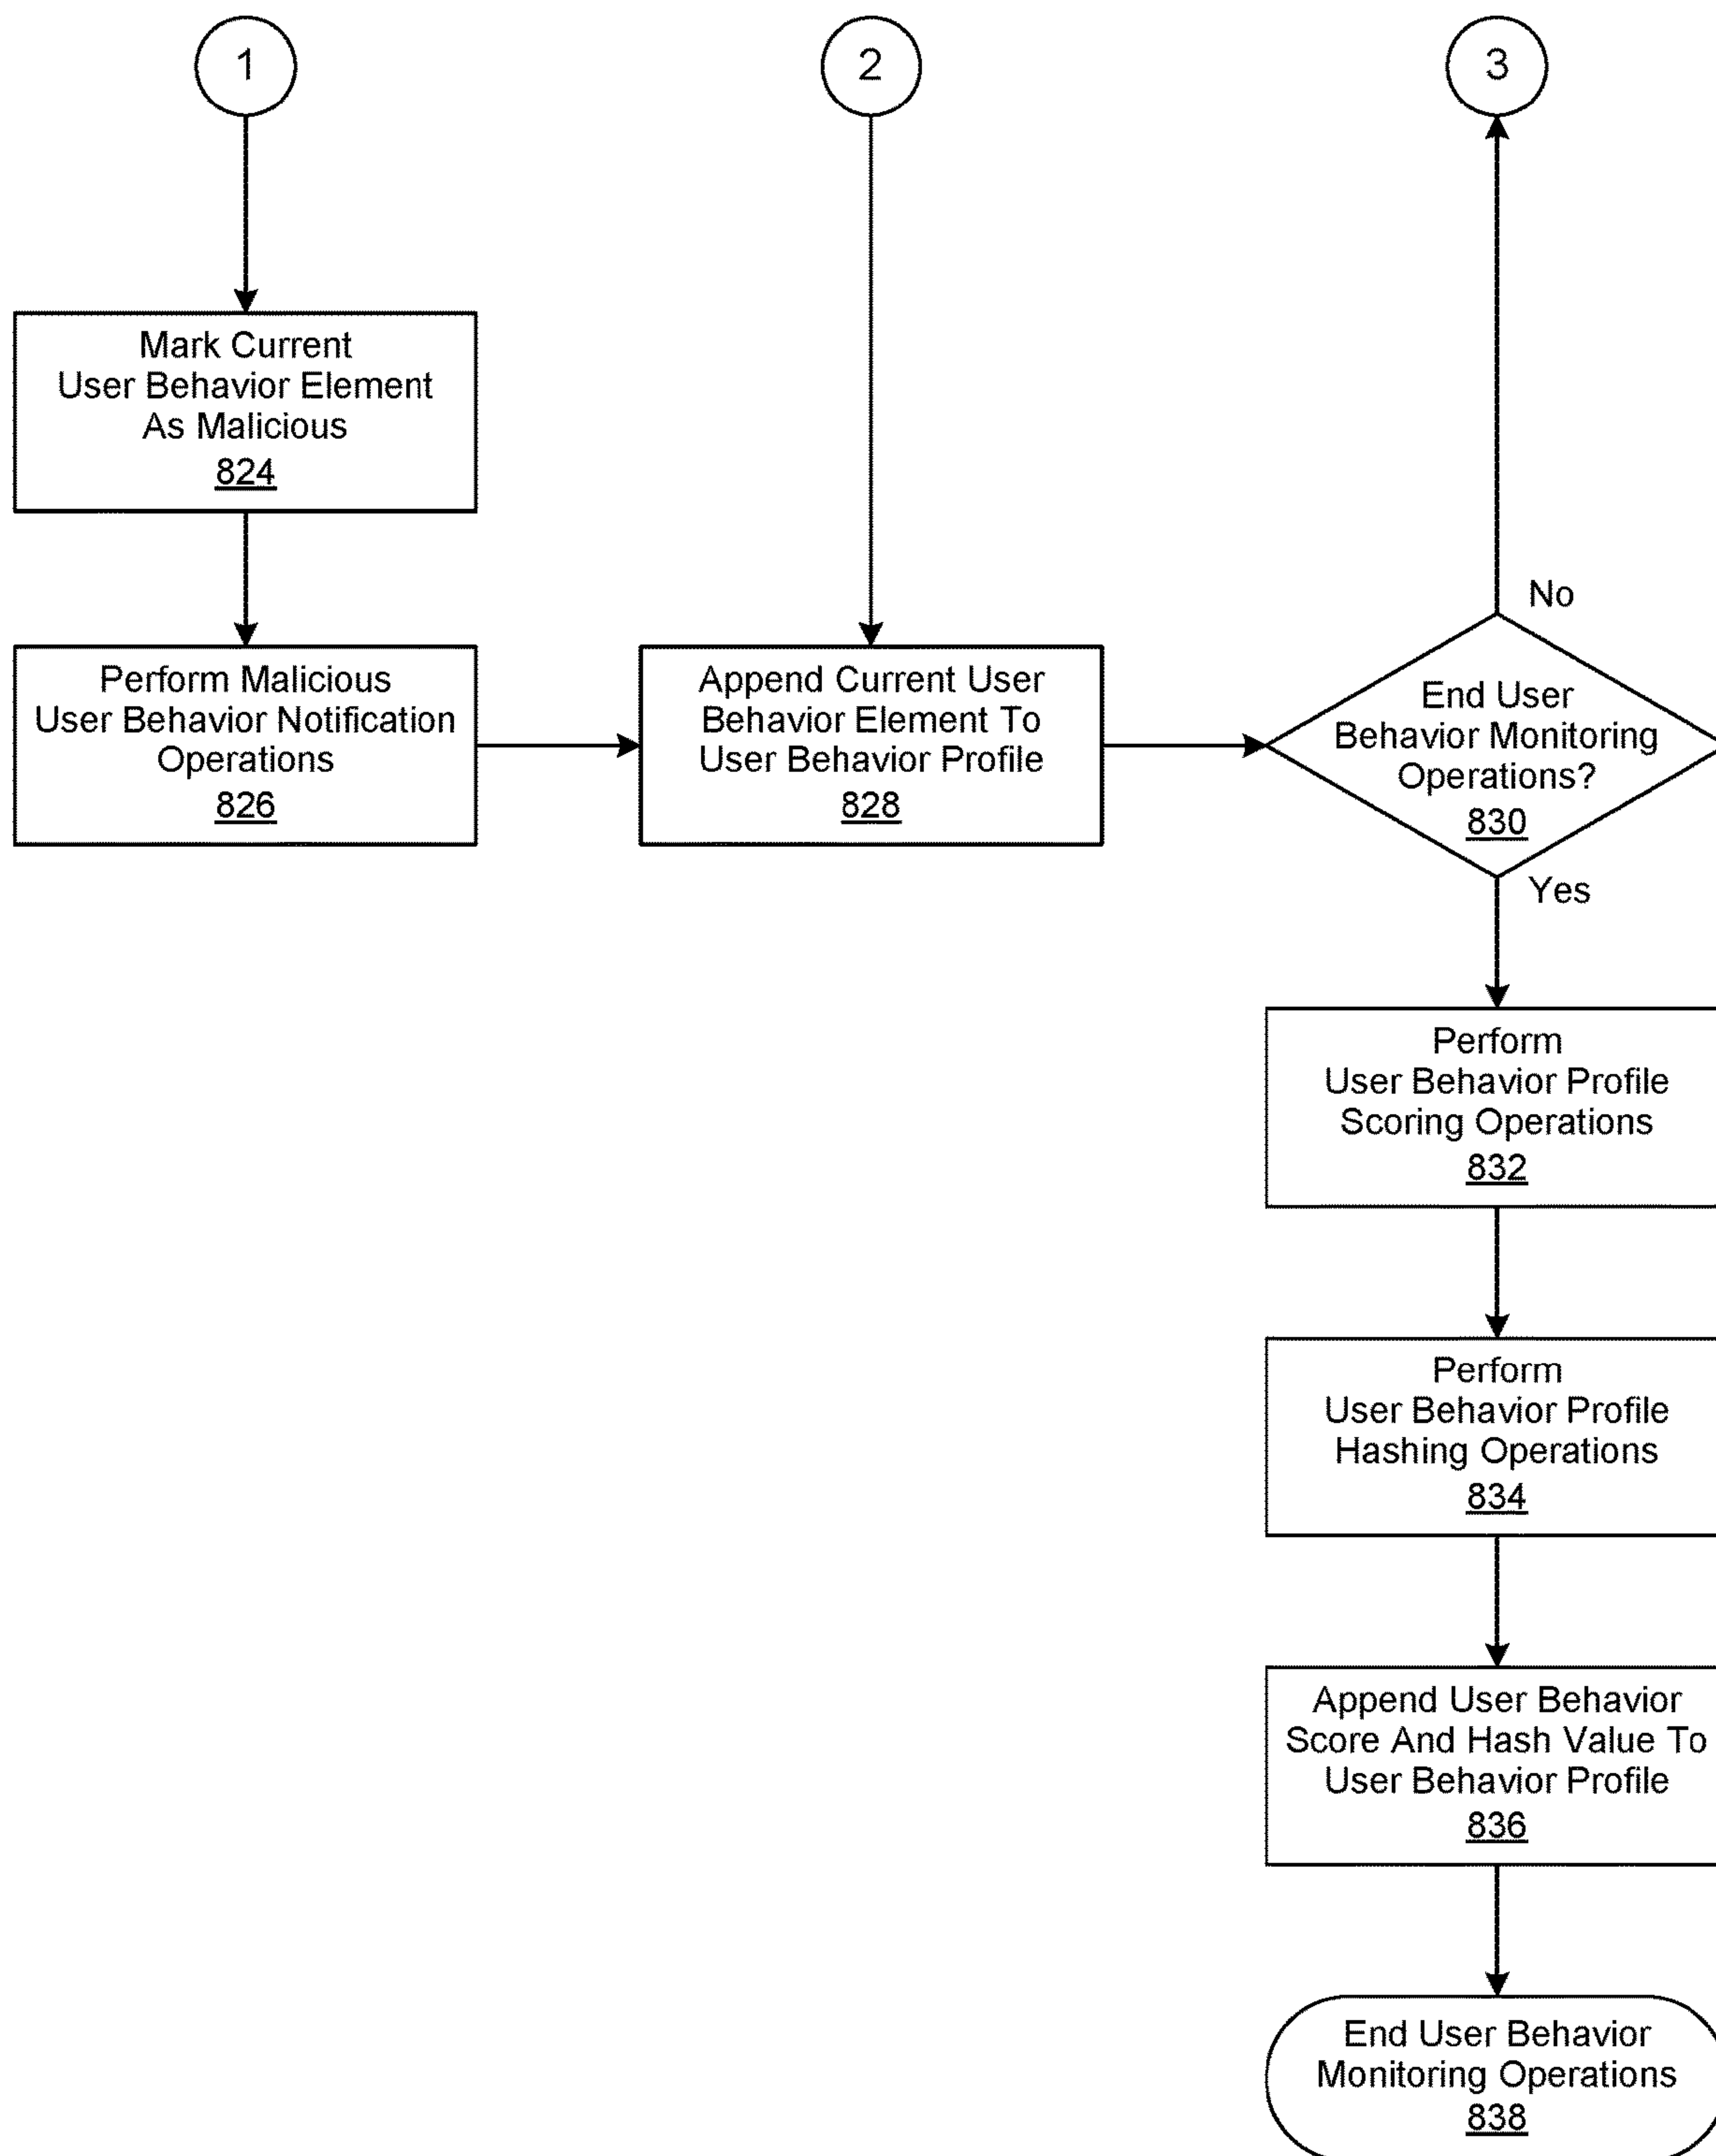 1
2
3
Mark Current
User Behavior Element
As Malicious
824
Perform Malicious
User Behavior Notification
Operations
826
Append Current User
Behavior Element To
User Behavior Profile
828
No
End User
Behavior Monitoring
Operations?
830
Yes
Perform
User Behavior Profile
Scoring Operations
832
Perform
User Behavior Profile
Hashing Operations
834
Append User Behavior
Score And Hash Value To
User Behavior Profile
836
End User Behavior
Monitoring Operations
838